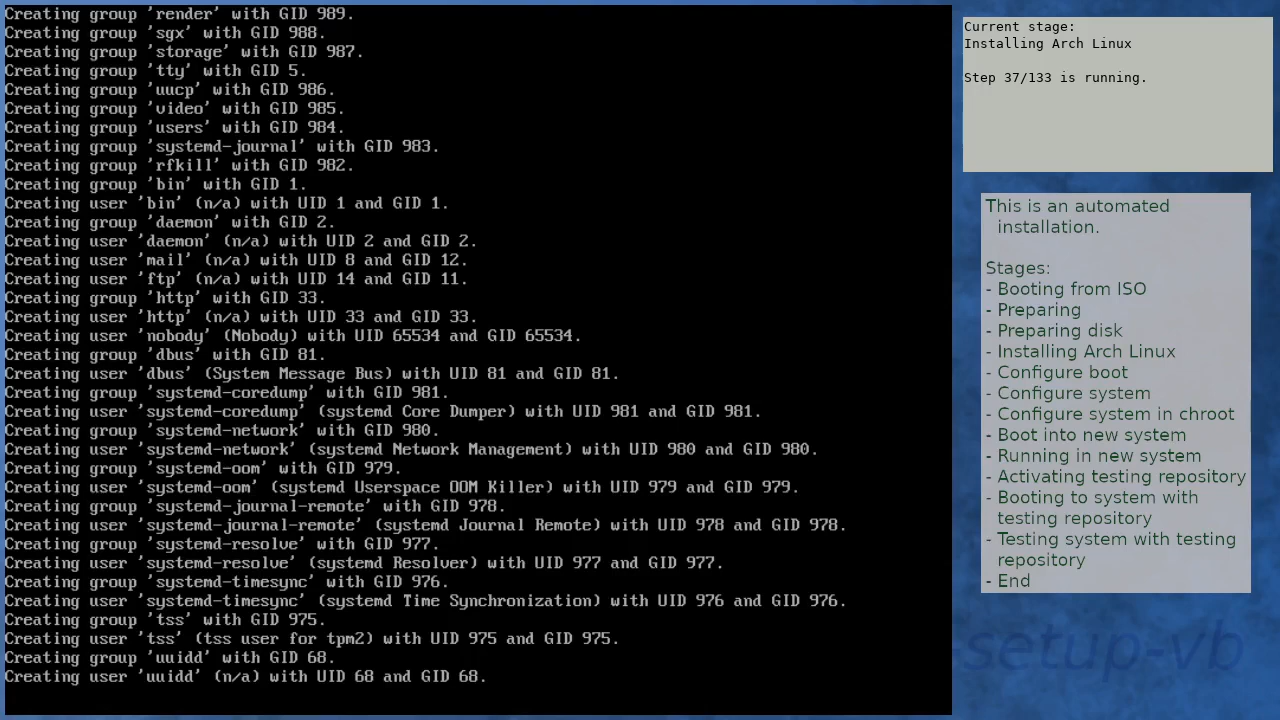 Creating group 'render' with GID 989.
Creating group 'sgx' with GID 988.
Creating group 'storage' with GID 987.
Creating group 'tty' with GID 5.
Creating group 'uucp' with GID 986.
Creating group 'video' with GID 985.
Creating group 'users' with GID 984.
Creating group 'systemd-journal' with GID 983.
Creating group 'rfkill' with GID 982.
Creating group 'bin' with GID 1.
Creating user 'bin' (n/a) with UID 1 and GID 1.
Creating group 'daemon' with GID 2.
Creating user 'daemon' (n/a) with UID 2 and GID 2.
Creating user 'mail' (n/a) with UID 8 and GID 12.
Creating user 'ftp' (n/a) with UID 14 and GID 11.
Creating group 'http' with GID 33.
Creating user 'http' (n/a) with UID 33 and GID 33.
Creating user 'nobody' (Nobody) with UID 65534 and GID 65534.
Creating group 'dbus' with GID 81.
Creating user 'dbus' (System Message Bus) with UID 81 and GID 81.
Creating group 'systemd-coredump' with GID 981.
Creating user 'systemd-coredump' (systemd Core Dumper) with UID 981 and GID 981.
Creating group 'systemd-network' with GID 980.
Creating user 'systemd-network' (systemd Network Management) with UID 980 and GID 980.
Creating group 'systemd-oom' with GID 979.
Creating user 'systemd-oom' (systemd Userspace OOM Killer) with UID 979 and GID 979.
Creating group 'systemd-journal-remote' with GID 978.
Creating user 'systemd-journal-remote' (systemd Journal Remote) with UID 978 and GID 978.
Creating group 'systemd-resolve' with GID 977.
Creating user 'systemd-resolve' (systemd Resolver) with UID 977 and GID 977.
Creating group 'systemd-timesync' with GID 976.
Creating user 'systemd-timesync' (systemd Time Synchronization) with UID 976 and GID 976.
Creating group 'tss' with GID 975.
Creating user 'tss' (tss user for tpm2) with UID 975 and GID 975.
Creating group 'uuidd' with GID 68.
Creating user 'uuidd' (n/a) with UID 68 and GID 68.
Current stage:
Installing Arch Linux
Step 37/133 is running.
This is an automated
installation.
Stages:
- Booting from ISO
- Preparing
- Preparing disk
- Installing Arch Linux
- Configure boot
- Configure system
- Configure system in chroot
- Boot into new system
- Running in new system
- Activating testing repository
- Booting to system with
testing repository
- Testing system with testing
repository
- End
-setup-vb